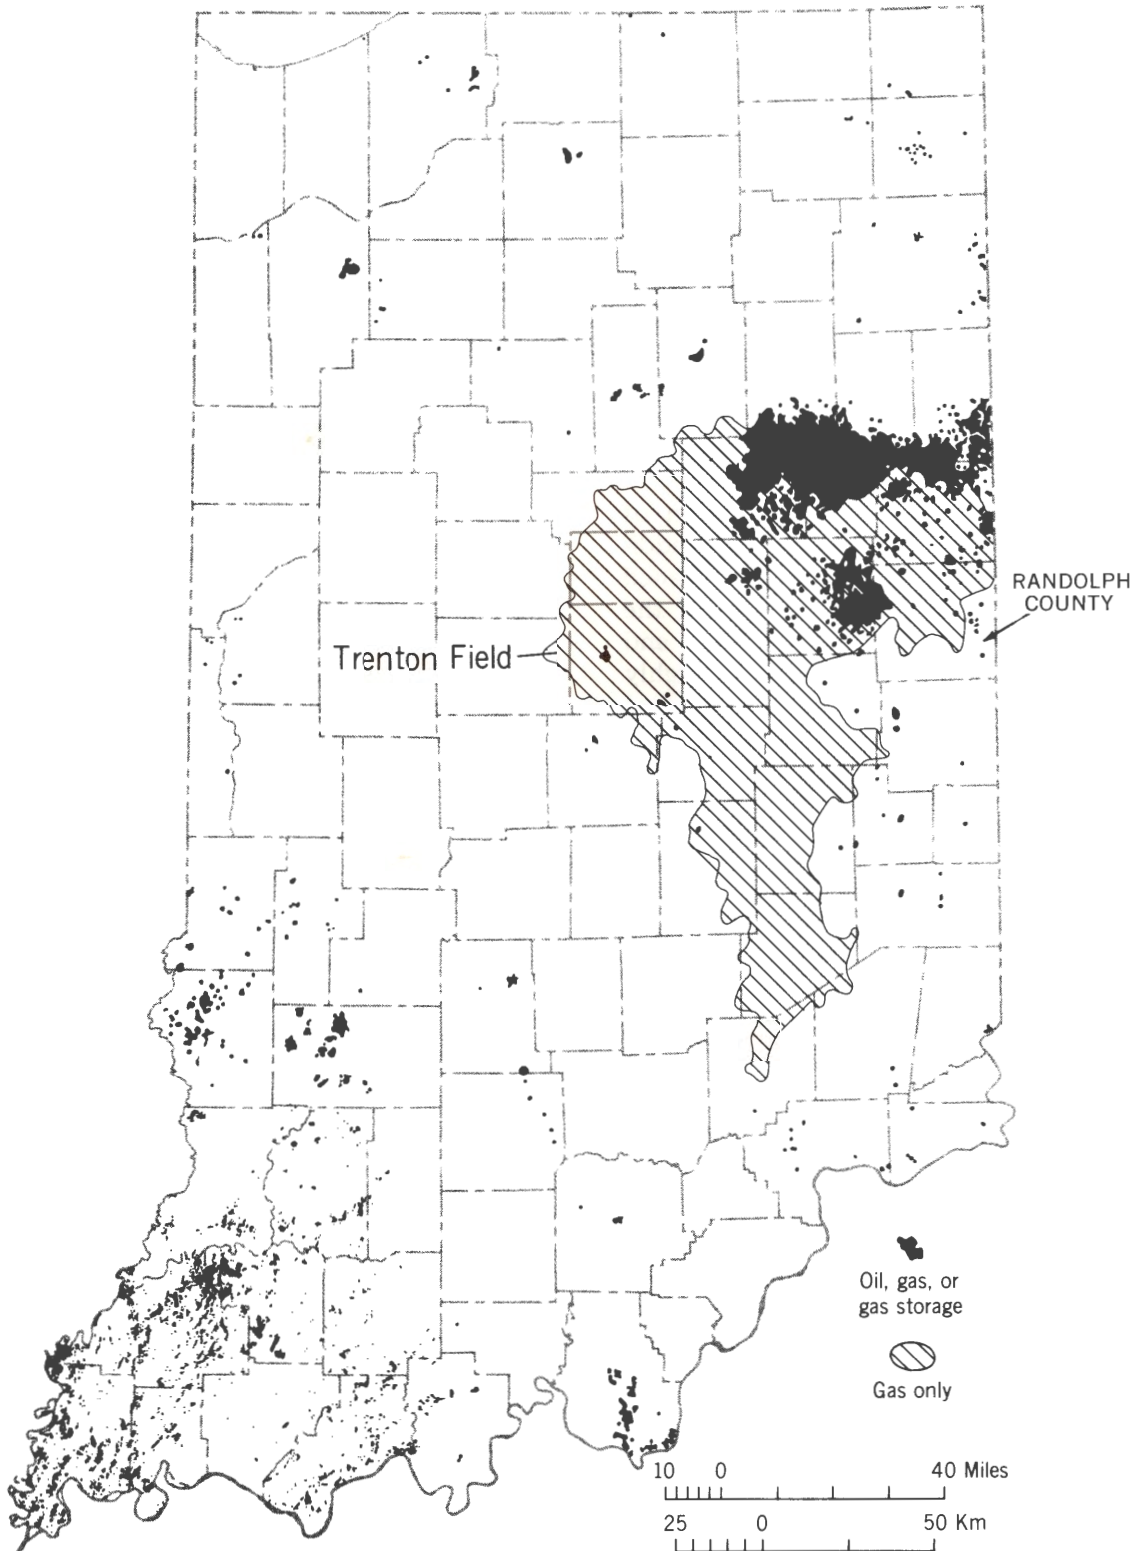 RANDOLPH
COUNTY
Trenton Field
Oil, gas, or
gas storage
Gas only
10 0 40 Miles
25 0 50 Km